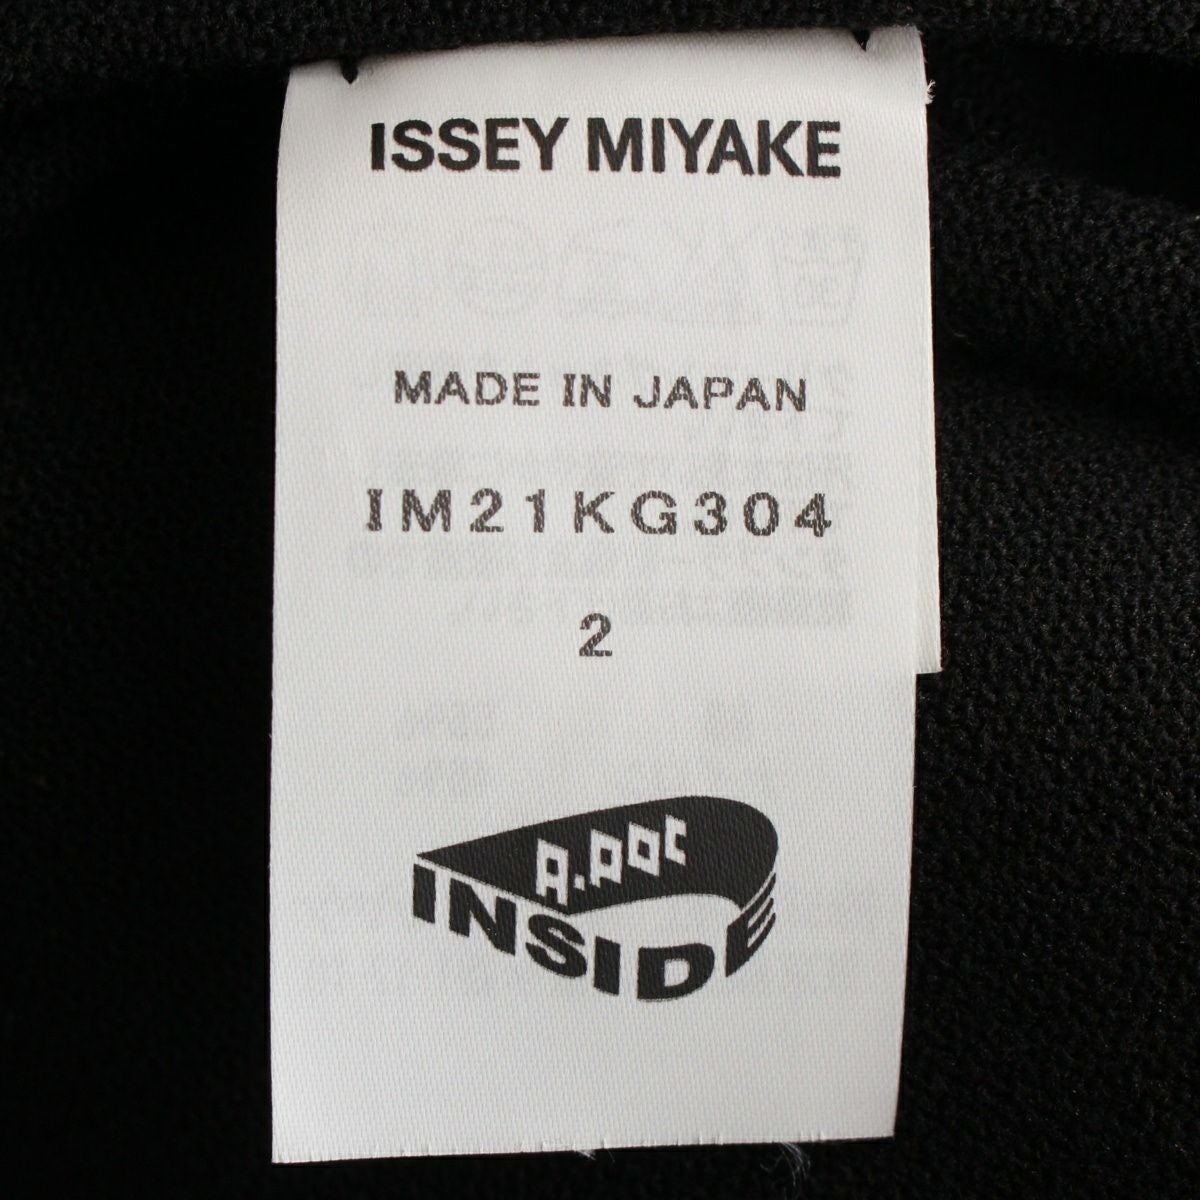 ISSEY MIYAKE
MADE IN JAPAN
IM21KG304
2
A.POC
INSIDE